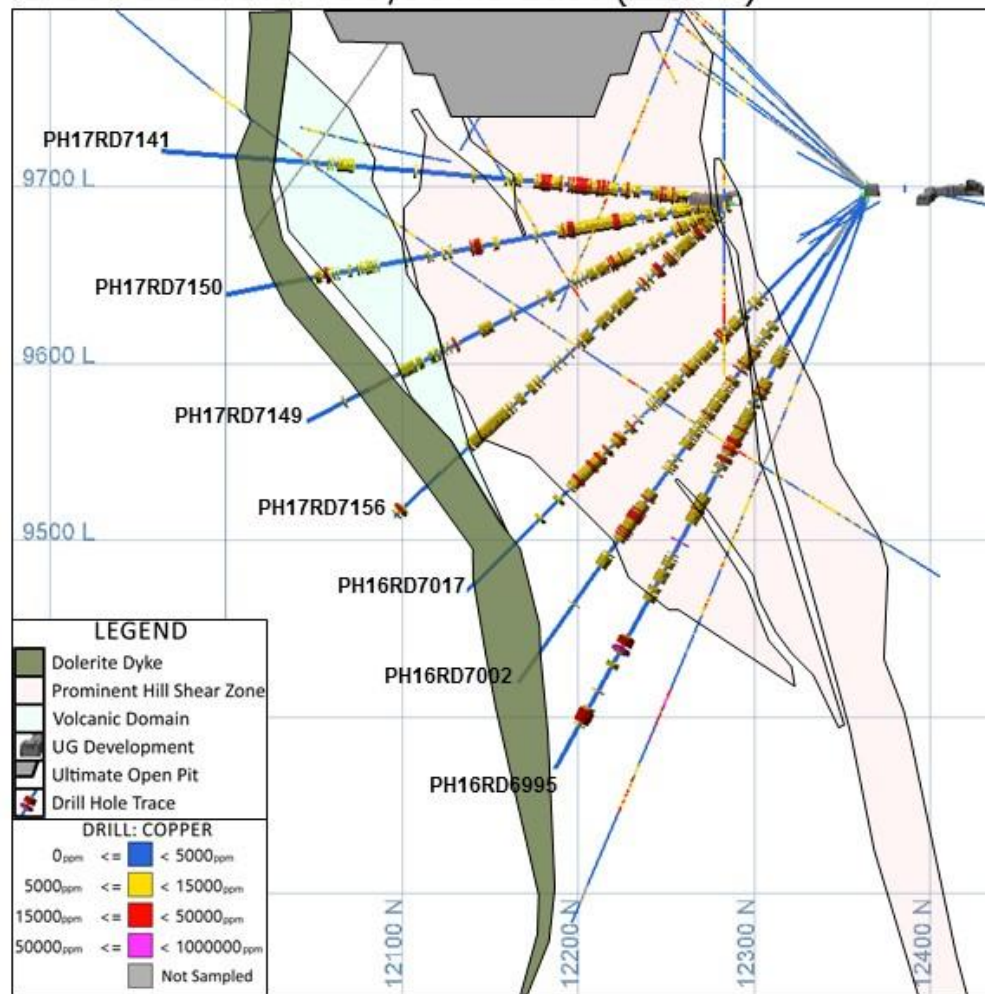 PH17RD7141
9700 L
PH17RD7150
9600 L
PH17RD7149
PH17RD7156
9500 L
PH16RD7017
PH16RD7002
PH16RD6995
12100 N
12200 N
12300 N
12400 N
LEGEND
Dolerite Dyke
Prominent Hill Shear Zone
Volcanic Domain
UG Development
Ultimate Open Pit
Drill Hole Trace
DRILL: COPPER
0ppm <= < 5000ppm
5000ppm <= < 15000ppm
15000ppm <= < 50000ppm
50000ppm <= < 1000000ppm
Not Sampled